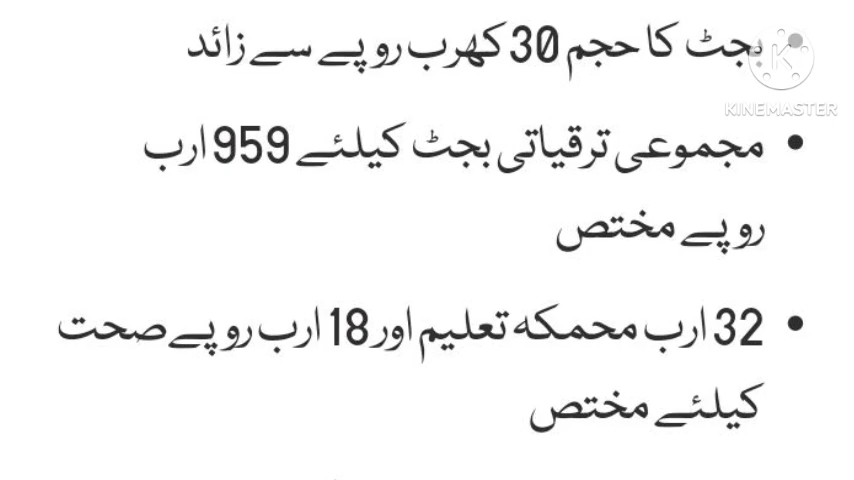 بجٹ کا حجم 30 کھرب روپے سے زائد
KINEMASTER
• مجموعی ترقیاتی بجٹ کیلئے 959 ارب
روپے مختص
• 32 ارب محمکہ تعلیم اور 18 ارب روپے صحت
کیلئے مختص